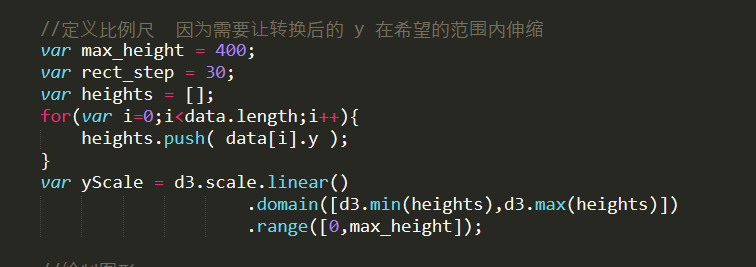 //定义比例尺  因为需要让转换后的 y 在希望的范围内伸缩
var max_height = 400;
var rect_step = 30;
var heights = [];
for(var i=0;i<data.length;i++){
    heights.push( data[i].y );
}
var yScale = d3.scale.linear()
                    .domain([d3.min(heights),d3.max(heights)])
                    .range([0,max_height]);